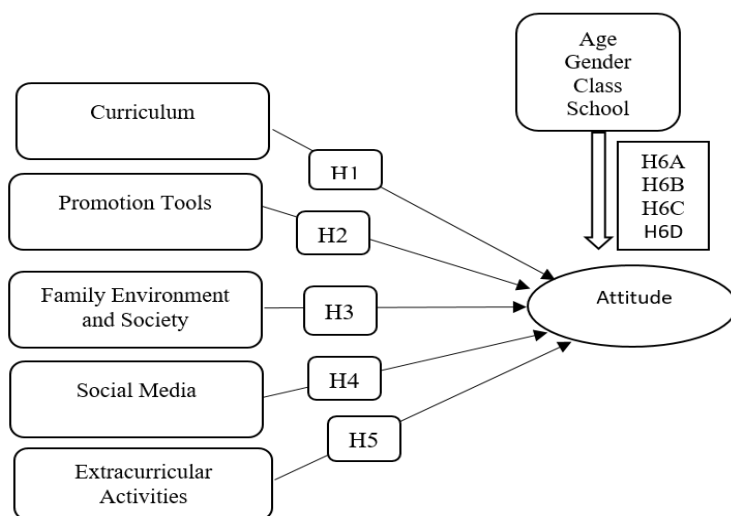 Age
Gender
Class
School
Curriculum
H1
H6A
H6B
H6C
H6D
Promotion Tools
H2
Family Environment
and Society
H3
Attitude
Social Media
H4
H5
Extracurricular
Activities